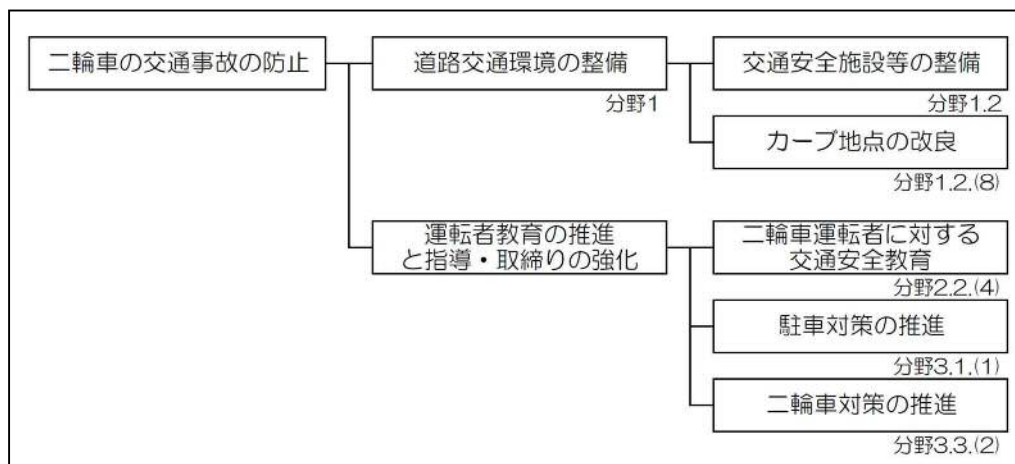 二輪車の交通事故の防止
道路交通環境の整備
分野1
交通安全施設等の整備
分野1.2
カーブ地点の改良
分野1.2.(8)
運転者教育の推進
と指導・取締りの強化
二輪車運転者に対する
交通安全教育
分野2.2.(4)
駐車対策の推進
分野3.1.(1)
二輪車対策の推進
分野3.3.(2)